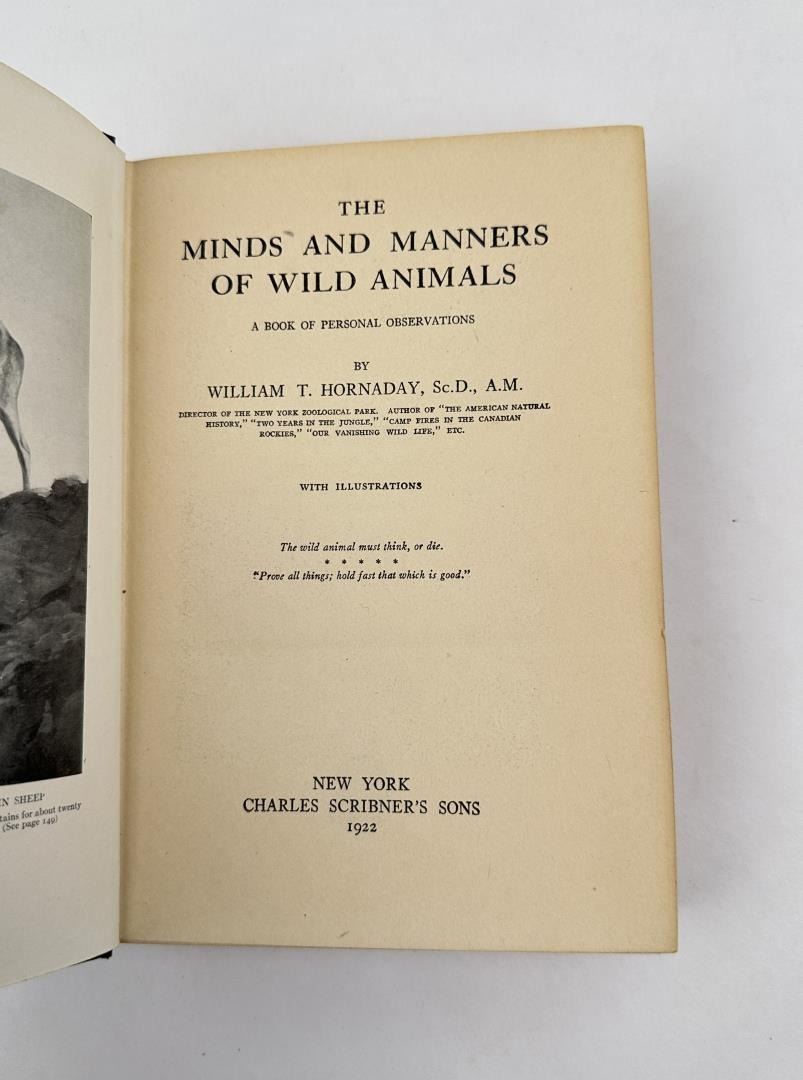 THE
MINDS AND MANNERS
OF WILD ANIMALS
A BOOK OF PERSONAL OBSERVATIONS
BY
WILLIAM T. HORNADAY, Sc.D., A.M.
DIRECTOR OF THE NEW YORK ZOOLOGICAL PARK. AUTHOR OF "THE AMERICAN NATURAL
HISTORY," "TWO YEARS IN THE JUNGLE," "CAMP FIRES IN THE CANADIAN
ROCKIES," "OUR VANISHING WILD LIFE," ETC.
WITH ILLUSTRATIONS
The wild animal must think, or die.
* * * * *
"Prove all things; hold fast that which is good."
NEW YORK
CHARLES SCRIBNER'S SONS
1922
SHEEP
for about twenty
(See page 149)